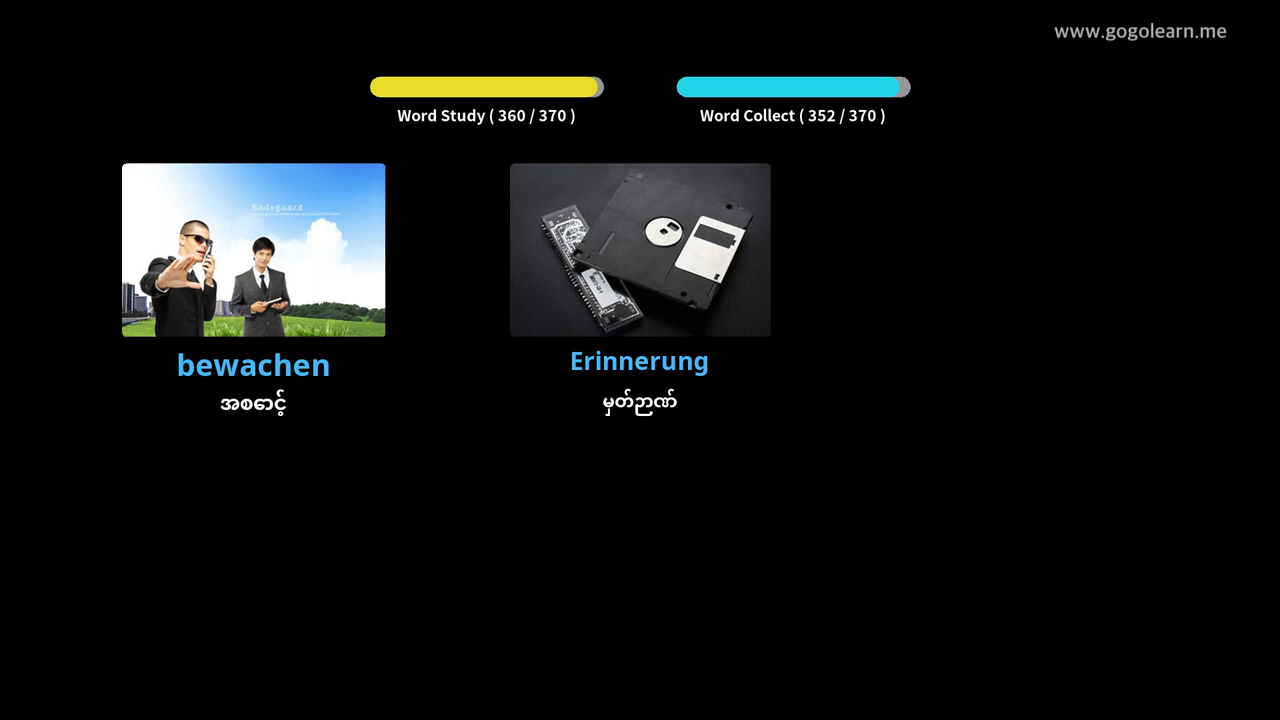 www.gogolearn.me
Word Study ( 360 / 370 )
Word Collect ( 352 / 370 )
Bodyguard
bewachen
Erinnerung
အစောင့်
မှတ်ဉာဏ်